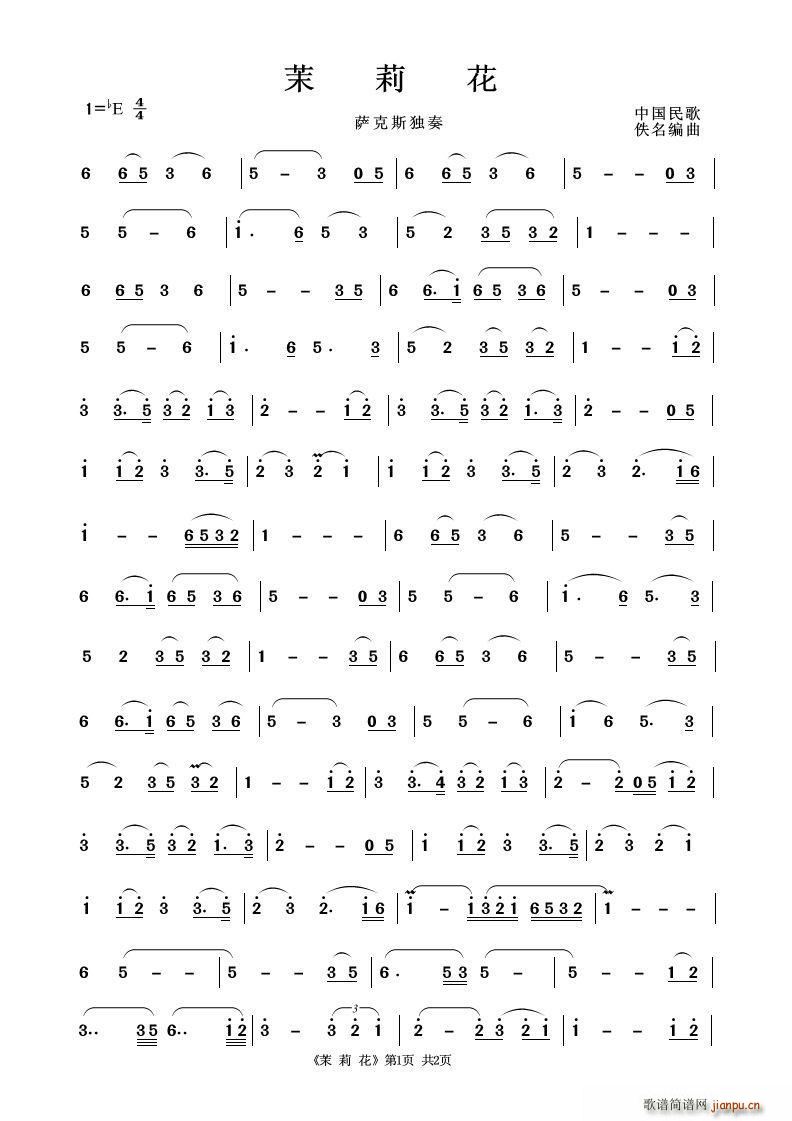 茉 莉 花
1=♭E 4/4
萨克斯独奏
中国民歌
佚名编曲
6 6 5 3 6 | 5 – 3 0 5 | 6 6 5 3 6 | 5 – – 0 3 |
5 5 – 6 | 1 · 6 5 3 | 5 2 3 5 3 2 | 1 – – – |
6 6 5 3 6 | 5 – – 3 5 | 6 6 · 1 6 5 3 6 | 5 – – 0 3 |
5 5 – 6 | 1 · 6 5 · 3 | 5 2 3 5 3 2 | 1 – – 1 2 |
3 3 · 5 3 2 1 3 | 2 – – 1 2 | 3 3 · 5 3 2 1 · 3 | 2 – – 0 5 |
1 1 2 3 3 · 5 | 2 3 2 1 | 1 1 2 3 3 · 5 | 2 3 2 · 1 6 |
1 – – 6 5 3 2 | 1 – – – | 6 6 5 3 6 | 5 – – 3 5 |
6 6 · 1 6 5 3 6 | 5 – – 0 3 | 5 5 – 6 | 1 · 6 5 · 3 |
5 2 3 5 3 2 | 1 – – 3 5 | 6 6 5 3 6 | 5 – – 3 5 |
6 6 · 1 6 5 3 6 | 5 – 3 0 3 | 5 5 – 6 | 1 6 5 · 3 |
5 2 3 5 3 2 | 1 – – 1 2 | 3 3 · 4 3 2 1 3 | 2 – 2 0 5 1 2 |
3 3 · 5 3 2 1 · 3 | 2 – – 0 5 | 1 1 2 3 3 · 5 | 2 3 2 1 |
1 1 2 3 3 · 5 | 2 3 2 · 1 6 | 1 – 1 3 2 1 6 5 3 2 | 1 – – – |
6 5 – – | 5 – – 3 5 | 6 · 5 3 5 – | 5 – – 1 2 |
3 · · 3 5 6 · · 1 2 | 3 – 3 2 1 | 2 – 2 3 2 1 | 1 – – 1 2 |
3
《茉 莉 花》第1页 共2页
歌谱简谱网 jianpu.cn